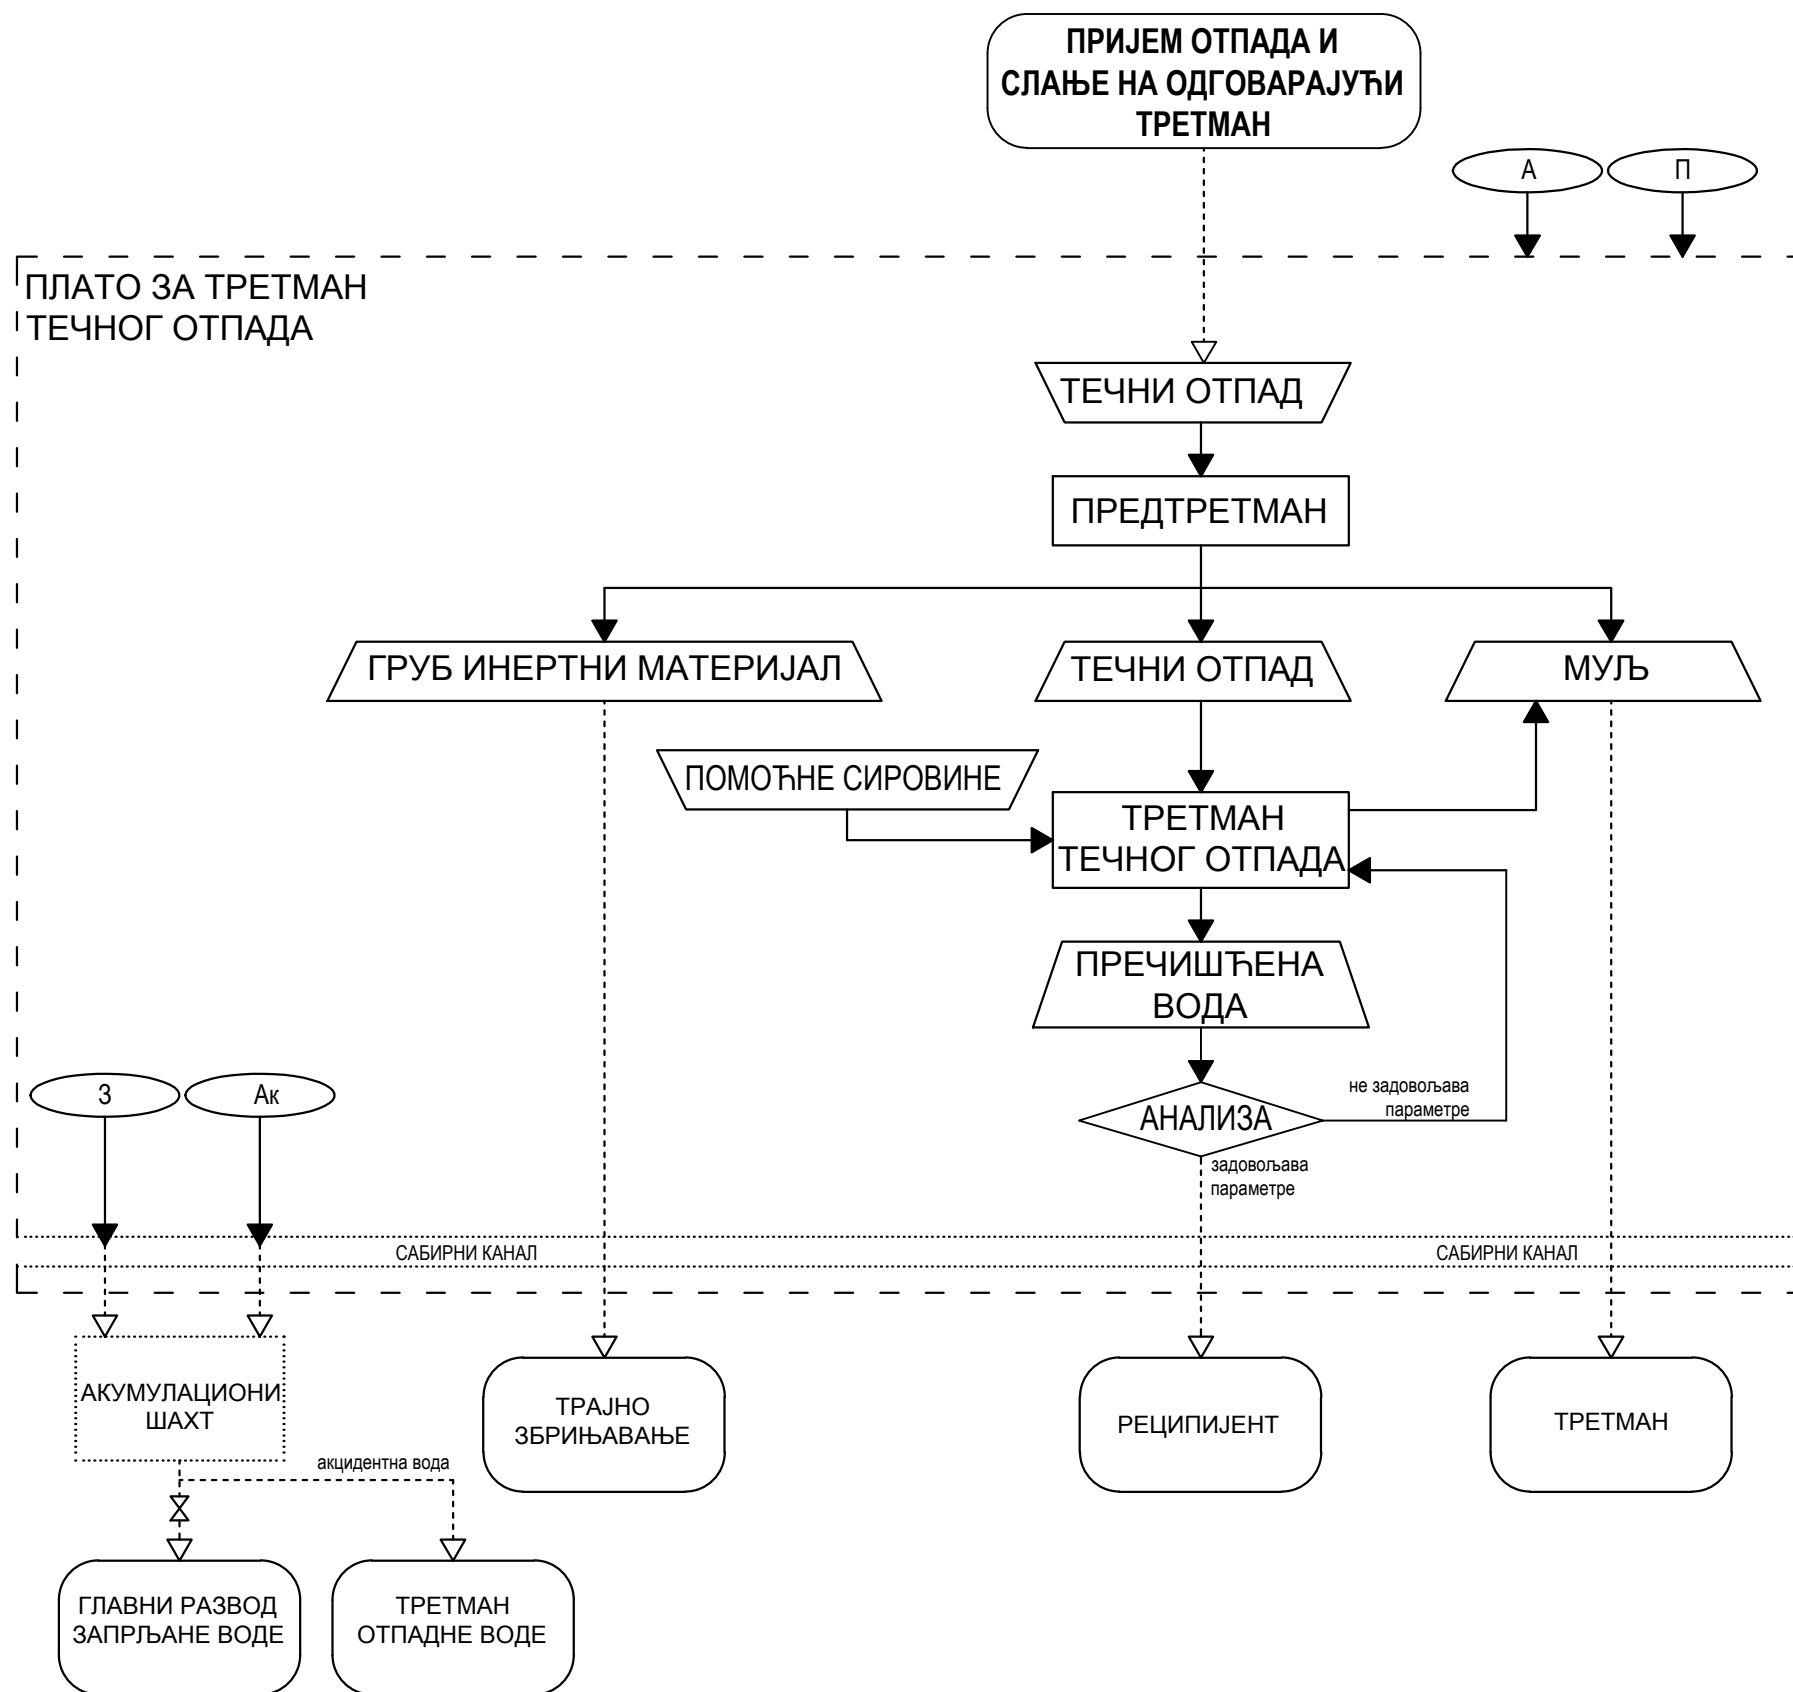 ПРИЈЕМ ОТПАДА И
СЛАЊЕ НА ОДГОВАРАЈУЋИ
ТРЕТМАН
А
П
ПЛАТО ЗА ТРЕТМАН
ТЕЧНОГ ОТПАДА
ТЕЧНИ ОТПАД
ПРЕДТРЕТМАН
ГРУБ ИНЕРТНИ МАТЕРИЈАЛ
ТЕЧНИ ОТПАД
МУЉ
ПОМОЋНЕ СИРОВИНЕ
ТРЕТМАН
ТЕЧНОГ ОТПАДА
ПРЕЧИШЋЕНА
ВОДА
З
Ак
АНАЛИЗА
не задовољава
параметре
задовољава
параметре
САБИРНИ КАНАЛ
САБИРНИ КАНАЛ
АКУМУЛАЦИОНИ
ШАХТ
ТРАЈНО
ЗБРИЊАВАЊЕ
РЕЦИПИЈЕНТ
ТРЕТМАН
акцидентна вода
ГЛАВНИ РАЗВОД
ЗАПРЉАНЕ ВОДЕ
ТРЕТМАН
ОТПАДНЕ ВОДЕ